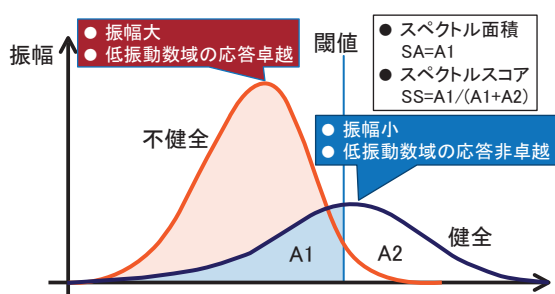 振幅
● 振幅大
● 低振動数域の応答卓越
閾値
● スペクトル面積
SA=A1
● スペクトルスコア
SS=A1/(A1+A2)
不健全
● 振幅小
● 低振動数域の応答非卓越
A1
A2
健全